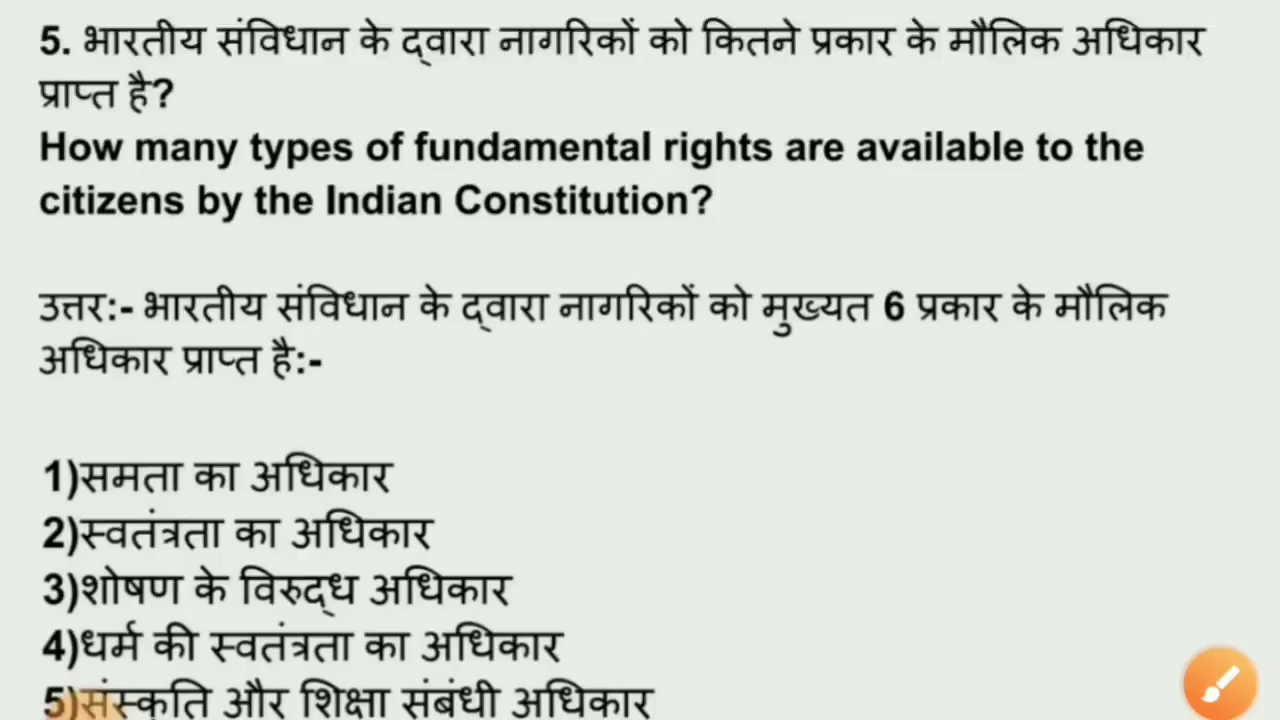 5. भारतीय संविधान के द्वारा नागरिकों को कितने प्रकार के मौलिक अधिकार
प्राप्त है?
How many types of fundamental rights are available to the
citizens by the Indian Constitution?
उत्तर:- भारतीय संविधान के द्वारा नागरिकों को मुख्यत 6 प्रकार के मौलिक
अधिकार प्राप्त है:-
1)समता का अधिकार
2)स्वतंत्रता का अधिकार
3)शोषण के विरुद्ध अधिकार
4)धर्म की स्वतंत्रता का अधिकार
5)संस्कृति और शिक्षा संबंधी अधिकार